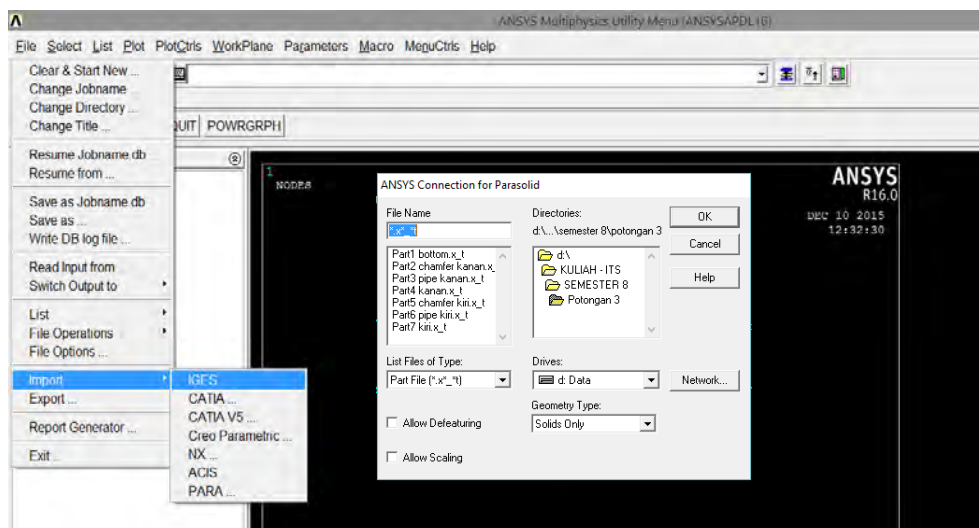 ANSYS Multiphysics Utility Menu (ANSYSAPDL16)
File Select List Plot PlotCtrls WorkPlane Parameters Macro MenuCtrls Help
Clear & Start New ...
Change Jobname
Change Directory ...
Change Title ...
Resume Jobname db
Resume from ...
Save as Jobname db
Save as ...
Write DB log file ...
Read Input from
Switch Output to
List
File Operations
File Options ...
Import
Export ...
Report Generator ...
Exit ...
IGES
CATIA ...
CATIA V5 ...
Creo Parametric ...
NX ...
ACIS
PARA ...
UIT POWRGRPH
1
NODES
ANSYS
R16.0
DEC 10 2015
12:32:30
ANSYS Connection for Parasolid
File Name
*.x*_*t
Part1 bottom.x_t
Part2 chamfer kanan.x_
Part3 pipe kanan.x_t
Part4 kanan.x_t
Part5 chamfer kiri.x_t
Part6 pipe kiri.x_t
Part7 kiri.x_t
List Files of Type:
Part File (*.x*_*t)
Allow Defeaturing
Allow Scaling
Directories:
d:\...\semester 8\potongan 3
d:\
KULIAH - ITS
SEMESTER 8
Potongan 3
Drives:
d: Data
Geometry Type:
Solids Only
OK
Cancel
Help
Network...